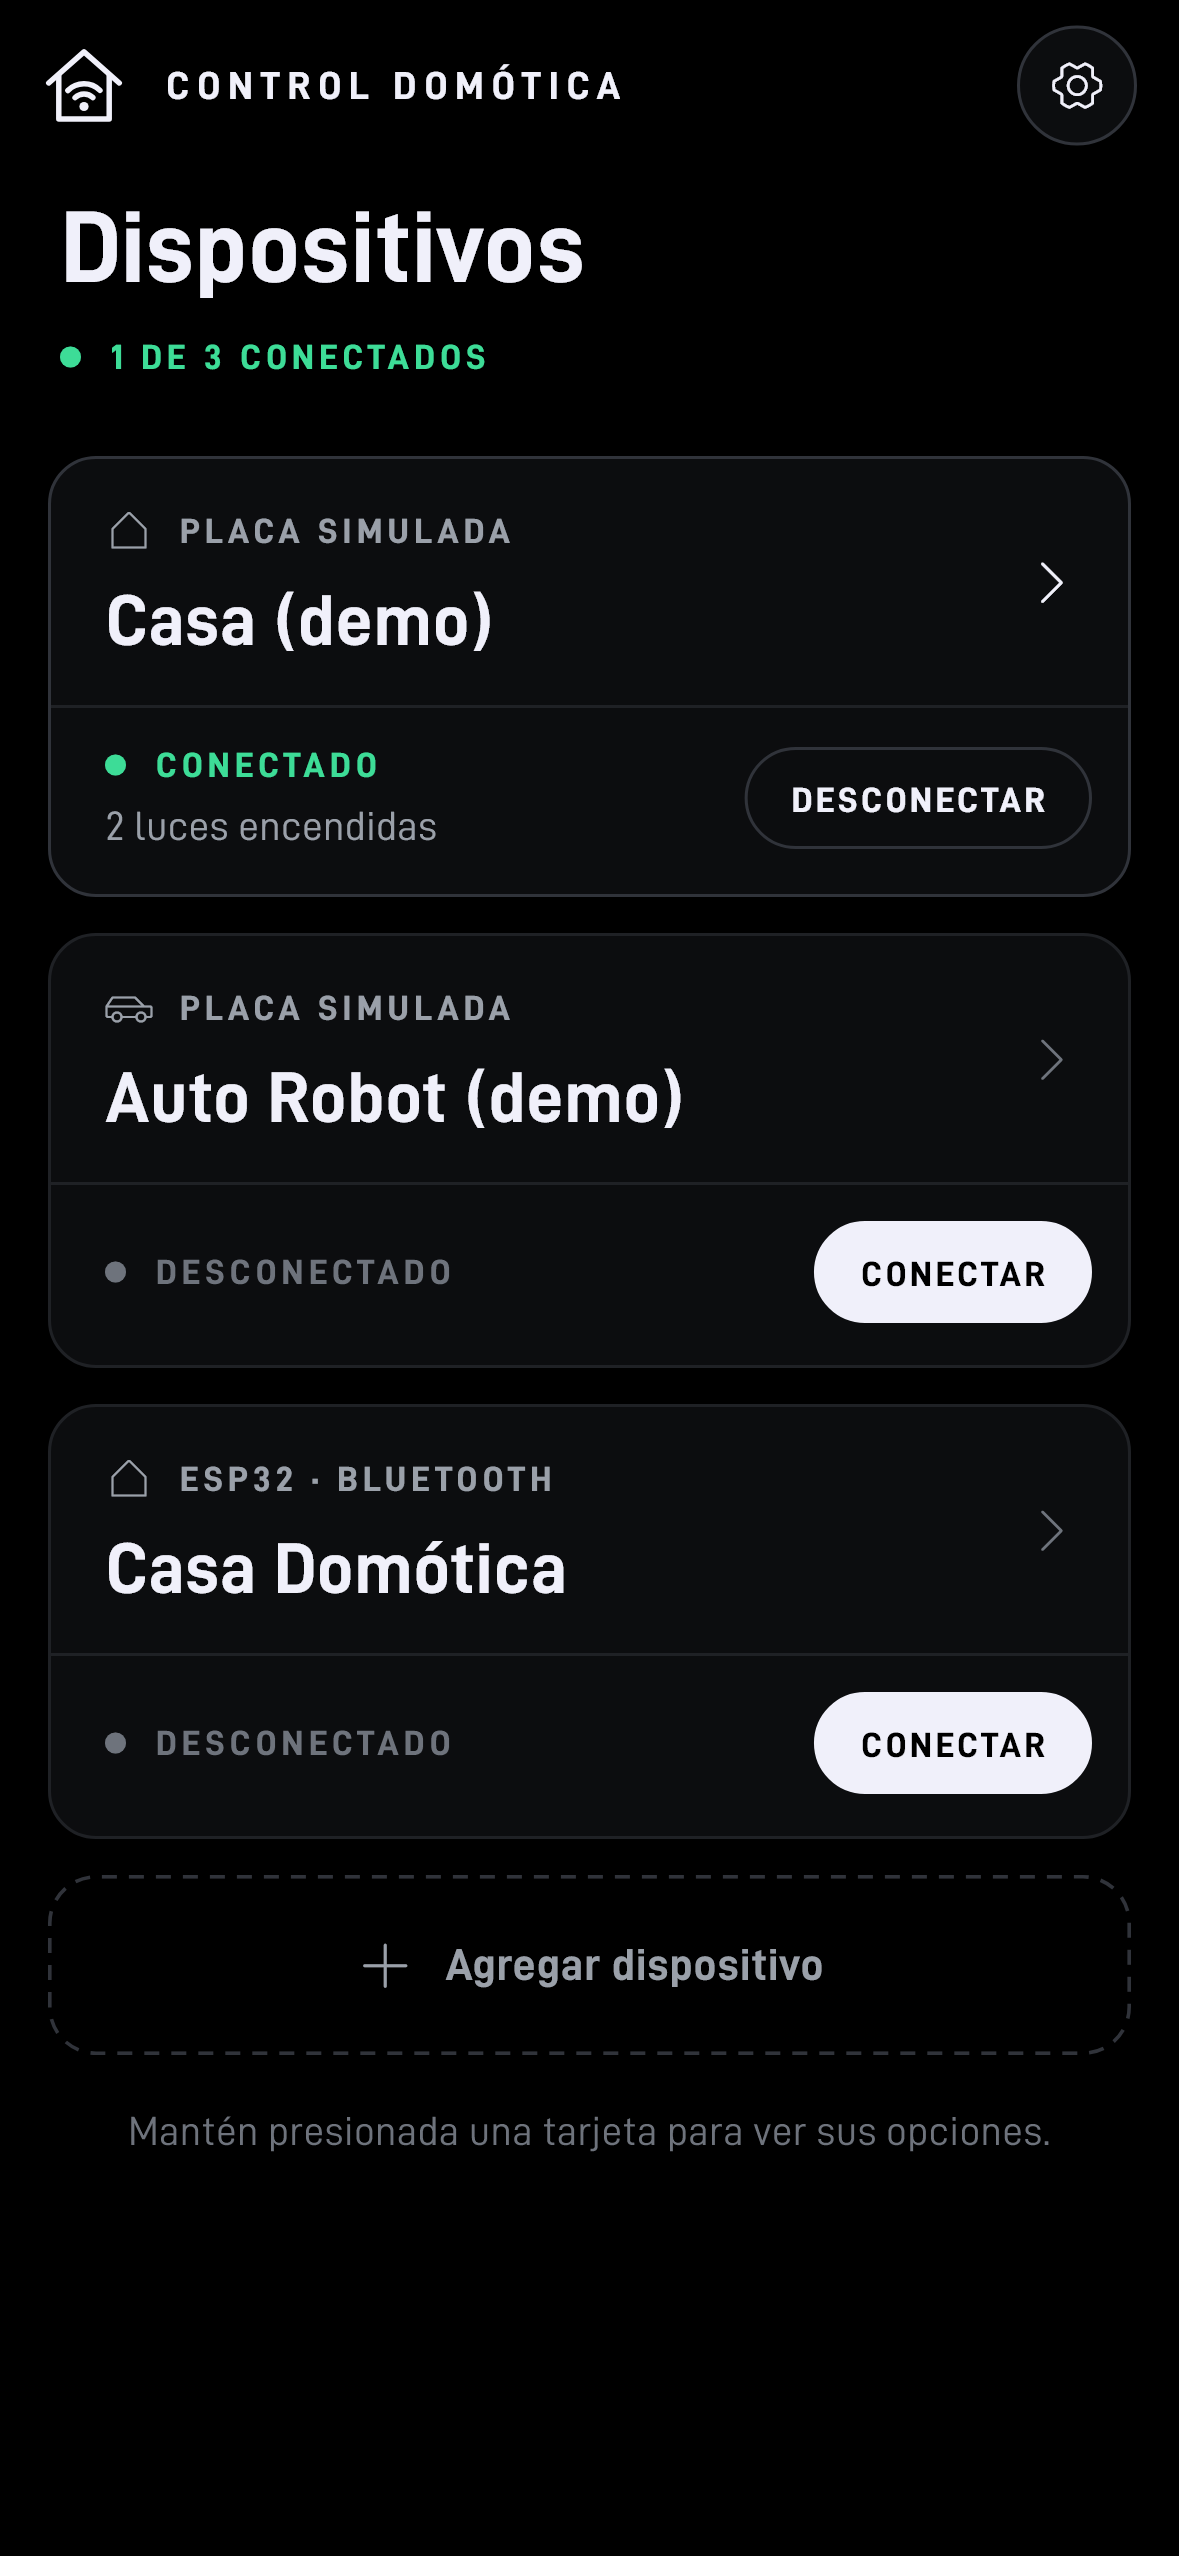 CONTROL DOMÓTICA
Dispositivos
1 DE 3 CONECTADOS
PLACA SIMULADA
Casa (demo)
CONECTADO
2 luces encendidas
DESCONECTAR
PLACA SIMULADA
Auto Robot (demo)
DESCONECTADO
CONECTAR
ESP32 · BLUETOOTH
Casa Domótica
DESCONECTADO
CONECTAR
Agregar dispositivo
Mantén presionada una tarjeta para ver sus opciones.